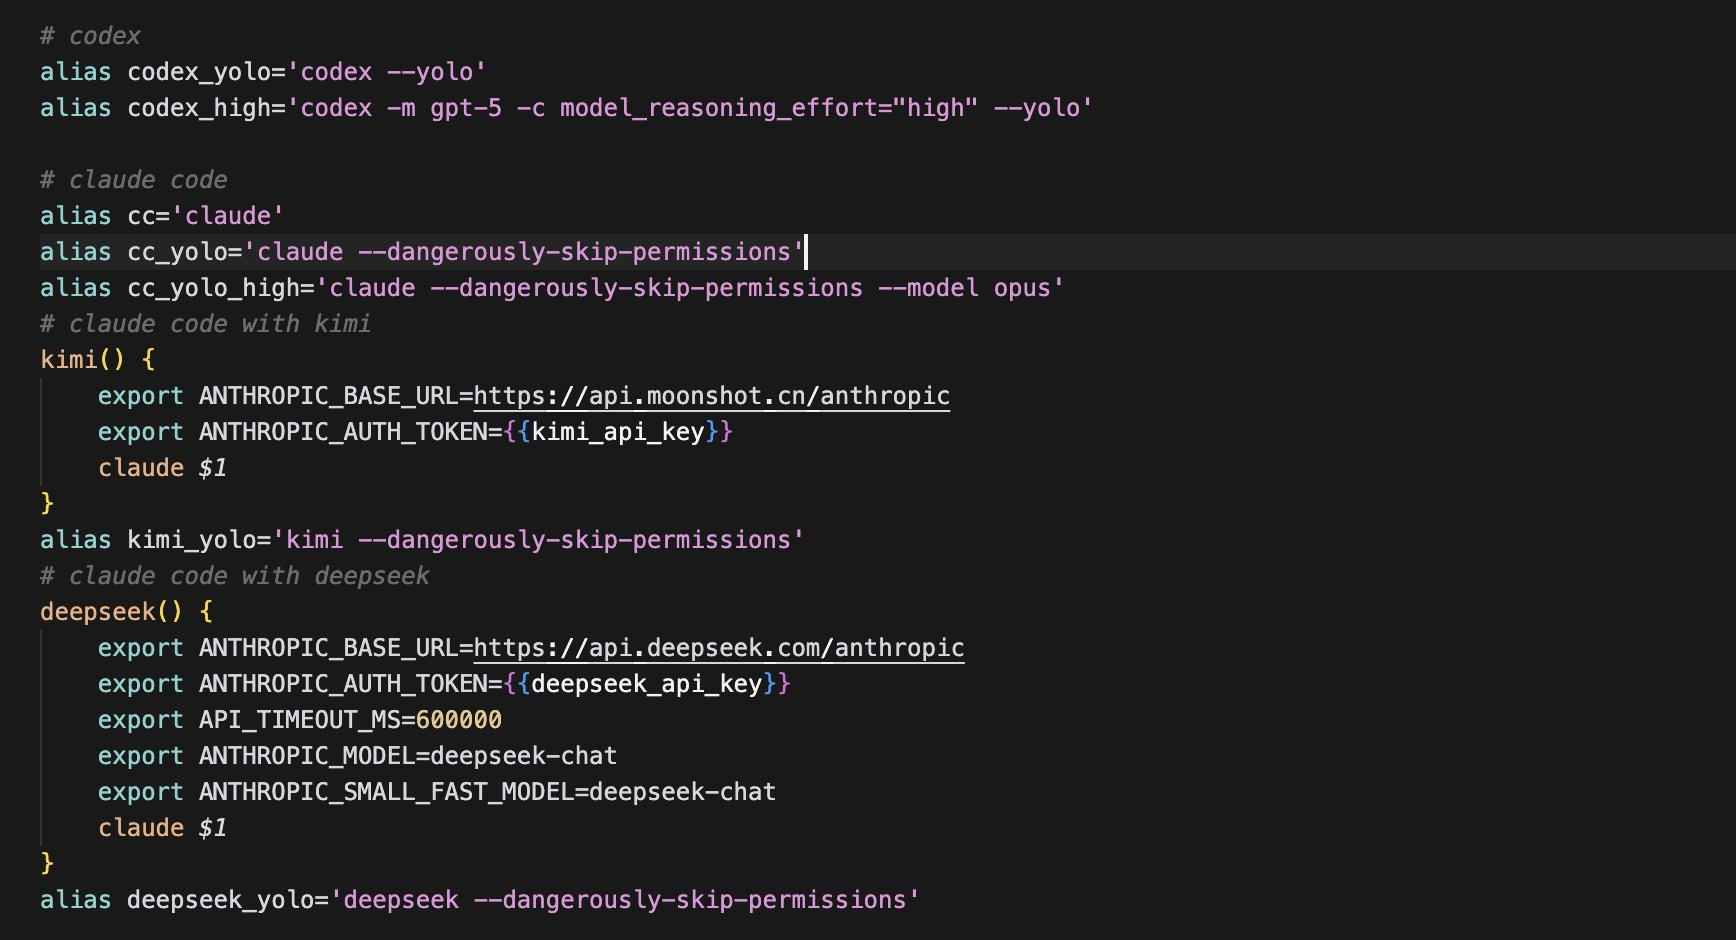 # codex
alias codex_yolo='codex --yolo'
alias codex_high='codex -m gpt-5 -c model_reasoning_effort="high" --yolo'
# claude code
alias cc='claude'
alias cc_yolo='claude --dangerously-skip-permissions'
alias cc_yolo_high='claude --dangerously-skip-permissions --model opus'
# claude code with kimi
kimi() {
    export ANTHROPIC_BASE_URL=https://api.moonshot.cn/anthropic
    export ANTHROPIC_AUTH_TOKEN={{kimi_api_key}}
    claude $1
}
alias kimi_yolo='kimi --dangerously-skip-permissions'
# claude code with deepseek
deepseek() {
    export ANTHROPIC_BASE_URL=https://api.deepseek.com/anthropic
    export ANTHROPIC_AUTH_TOKEN={{deepseek_api_key}}
    export API_TIMEOUT_MS=600000
    export ANTHROPIC_MODEL=deepseek-chat
    export ANTHROPIC_SMALL_FAST_MODEL=deepseek-chat
    claude $1
}
alias deepseek_yolo='deepseek --dangerously-skip-permissions'